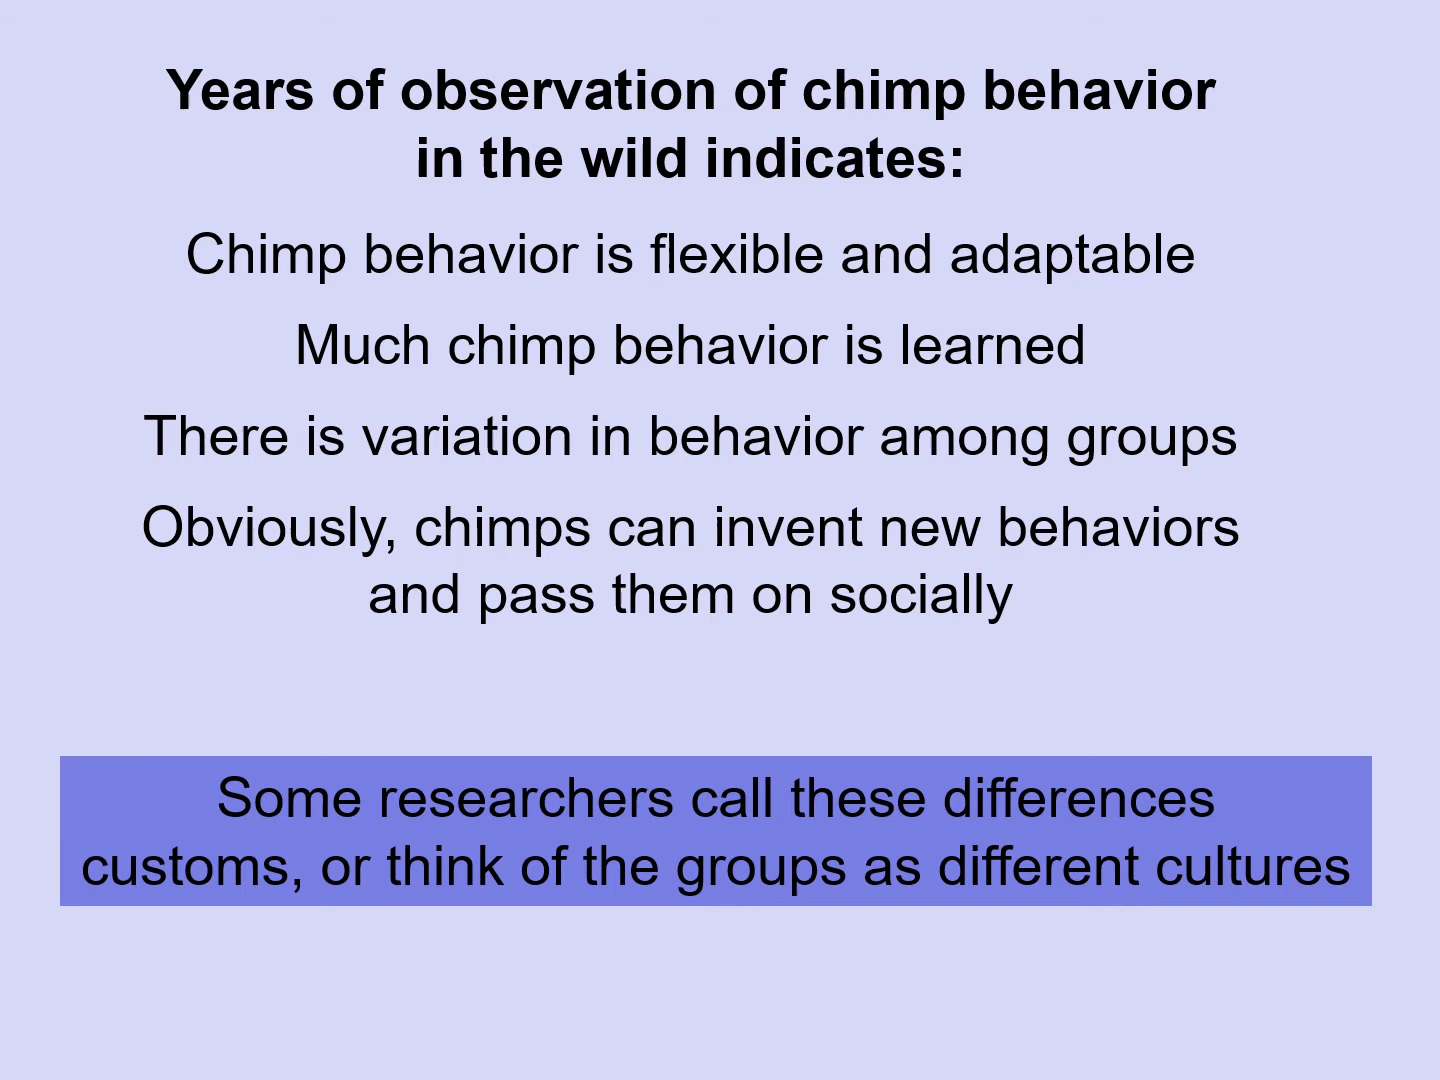 Years of observation of chimp behavior
in the wild indicates:
Chimp behavior is flexible and adaptable
Much chimp behavior is learned
There is variation in behavior among groups
Obviously, chimps can invent new behaviors
and pass them on socially
Some researchers call these differences
customs, or think of the groups as different cultures